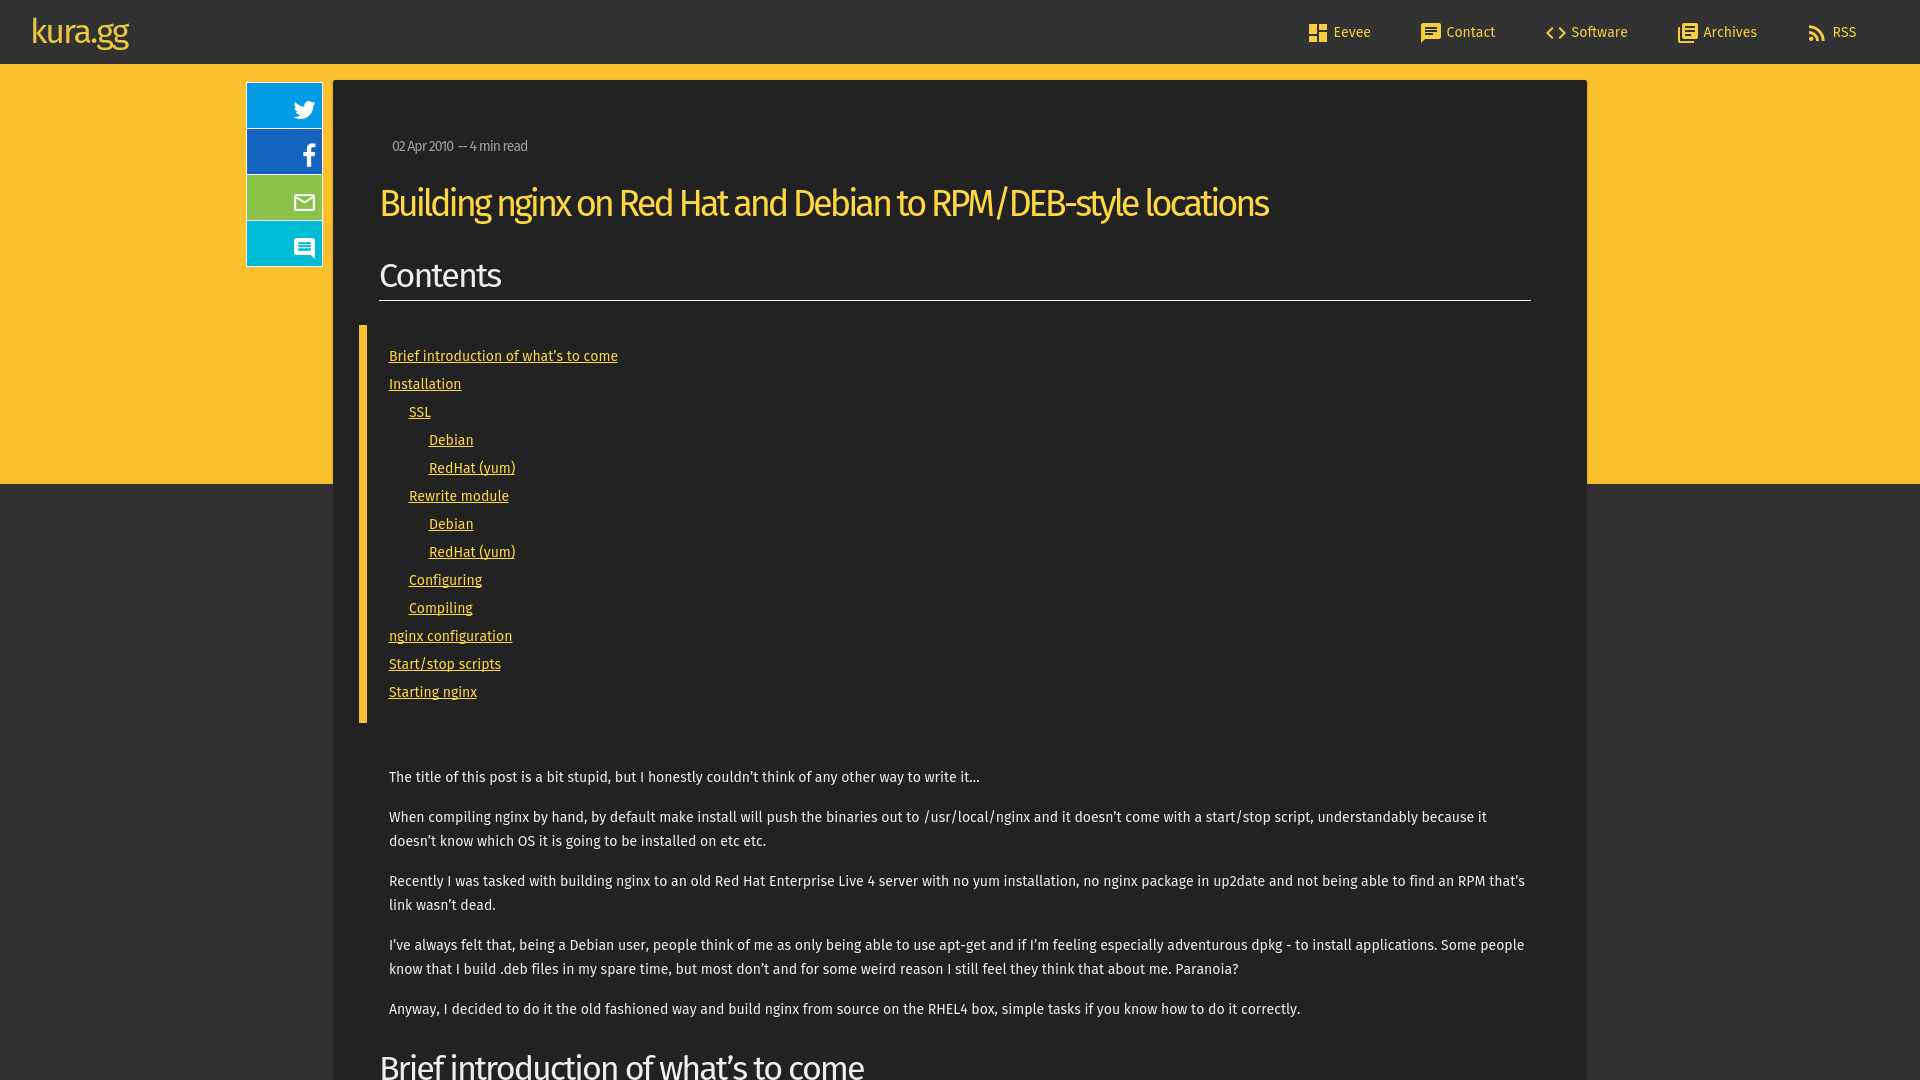 kura.gg
Eevee
Contact
Software
Archives
RSS
02 Apr 2010 -- 4 min read
Building nginx on Red Hat and Debian to RPM/DEB-style locations
Contents
Brief introduction of what’s to come
Installation
SSL
Debian
RedHat (yum)
Rewrite module
Debian
RedHat (yum)
Configuring
Compiling
nginx configuration
Start/stop scripts
Starting nginx
The title of this post is a bit stupid, but I honestly couldn’t think of any other way to write it...
When compiling nginx by hand, by default make install will push the binaries out to /usr/local/nginx and it doesn’t come with a start/stop script, understandably because it
doesn’t know which OS it is going to be installed on etc etc.
Recently I was tasked with building nginx to an old Red Hat Enterprise Live 4 server with no yum installation, no nginx package in up2date and not being able to find an RPM that’s
link wasn’t dead.
I’ve always felt that, being a Debian user, people think of me as only being able to use apt-get and if I’m feeling especially adventurous dpkg - to install applications. Some people
know that I build .deb files in my spare time, but most don’t and for some weird reason I still feel they think that about me. Paranoia?
Anyway, I decided to do it the old fashioned way and build nginx from source on the RHEL4 box, simple tasks if you know how to do it correctly.
Brief introduction of what’s to come